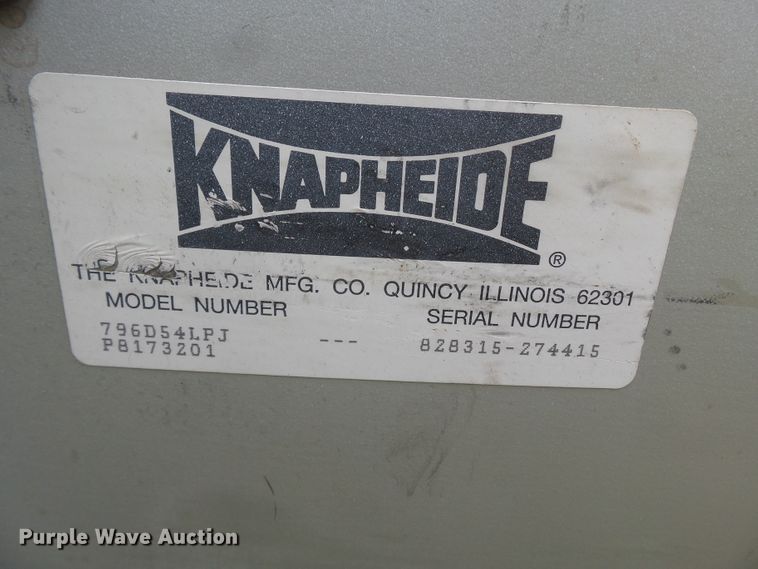 KNAPHEIDE
®
THE KNAPHEIDE MFG. CO. QUINCY ILLINOIS 62301
MODEL NUMBER SERIAL NUMBER
796D54LPJ
P8173201 --- 828315-274415
Purple Wave Auction